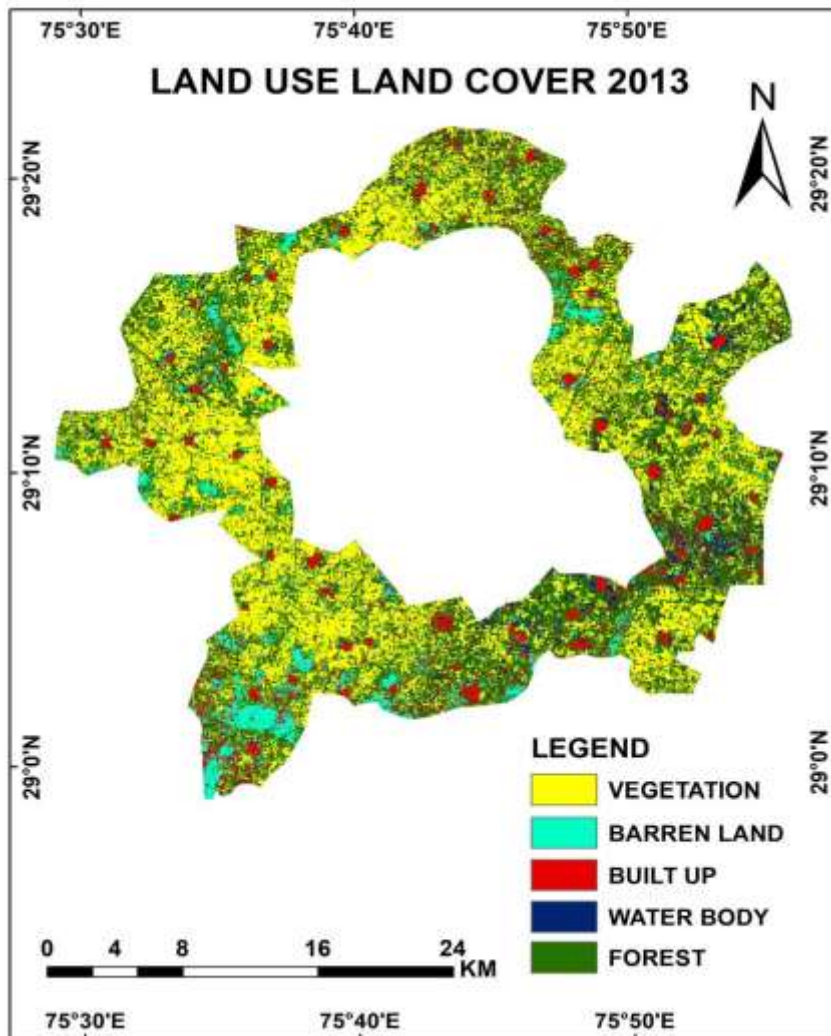 75°30'E 75°40'E 75°50'E
LAND USE LAND COVER 2013
N
29°20'N 29°20'N
29°10'N 29°10'N
29°0'N 29°0'N
LEGEND
VEGETATION
BARREN LAND
BUILT UP
WATER BODY
FOREST
0 4 8 16 24
KM
75°30'E 75°40'E 75°50'E